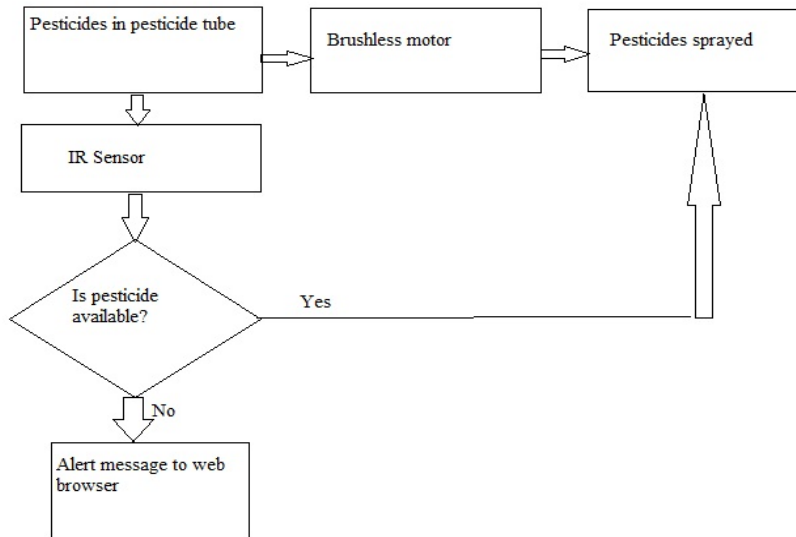 Pesticides in pesticide tube
Brushless motor
Pesticides sprayed
IR Sensor
Is pesticide
available?
Yes
No
Alert message to web
browser